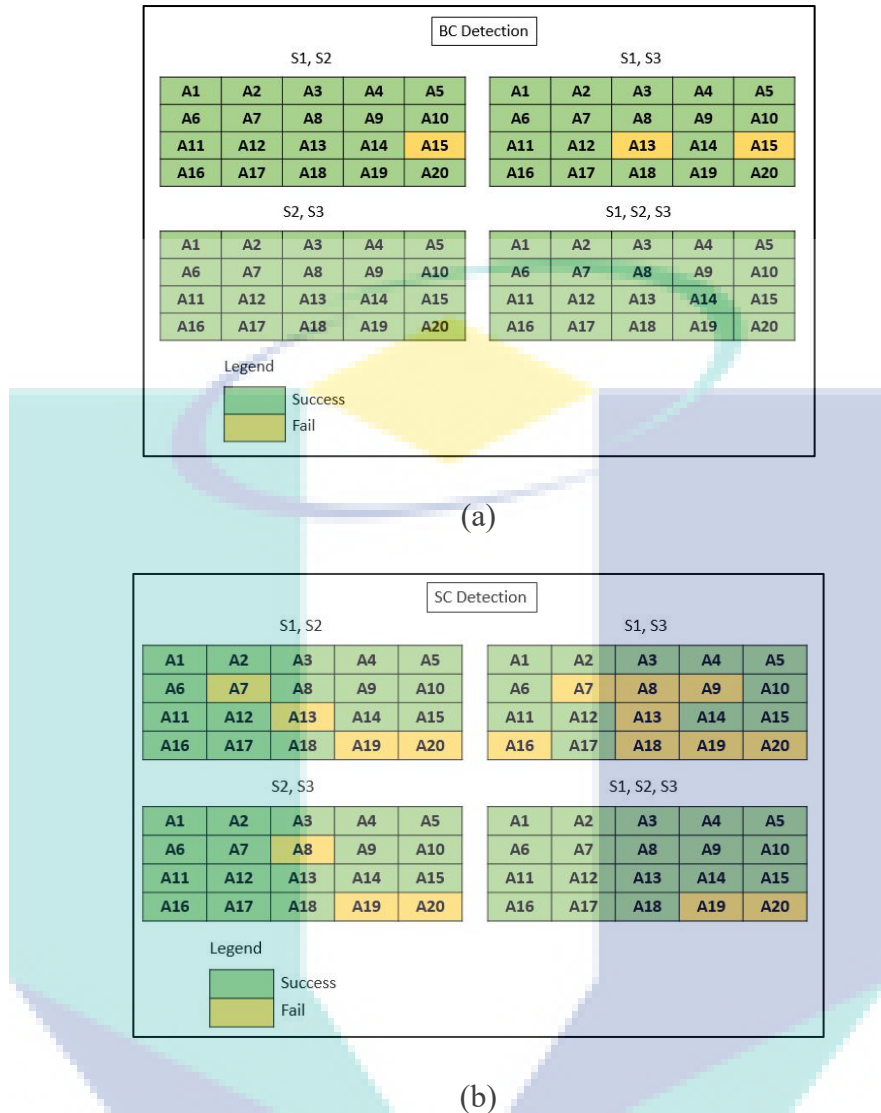 BC Detection
S1, S2
A1 A2 A3 A4 A5
A6 A7 A8 A9 A10
A11 A12 A13 A14 A15
A16 A17 A18 A19 A20
S1, S3
A1 A2 A3 A4 A5
A6 A7 A8 A9 A10
A11 A12 A13 A14 A15
A16 A17 A18 A19 A20
S2, S3
A1 A2 A3 A4 A5
A6 A7 A8 A9 A10
A11 A12 A13 A14 A15
A16 A17 A18 A19 A20
S1, S2, S3
A1 A2 A3 A4 A5
A6 A7 A8 A9 A10
A11 A12 A13 A14 A15
A16 A17 A18 A19 A20
Legend
Success
Fail
(a)
SC Detection
S1, S2
A1 A2 A3 A4 A5
A6 A7 A8 A9 A10
A11 A12 A13 A14 A15
A16 A17 A18 A19 A20
S1, S3
A1 A2 A3 A4 A5
A6 A7 A8 A9 A10
A11 A12 A13 A14 A15
A16 A17 A18 A19 A20
S2, S3
A1 A2 A3 A4 A5
A6 A7 A8 A9 A10
A11 A12 A13 A14 A15
A16 A17 A18 A19 A20
S1, S2, S3
A1 A2 A3 A4 A5
A6 A7 A8 A9 A10
A11 A12 A13 A14 A15
A16 A17 A18 A19 A20
Legend
Success
Fail
(b)